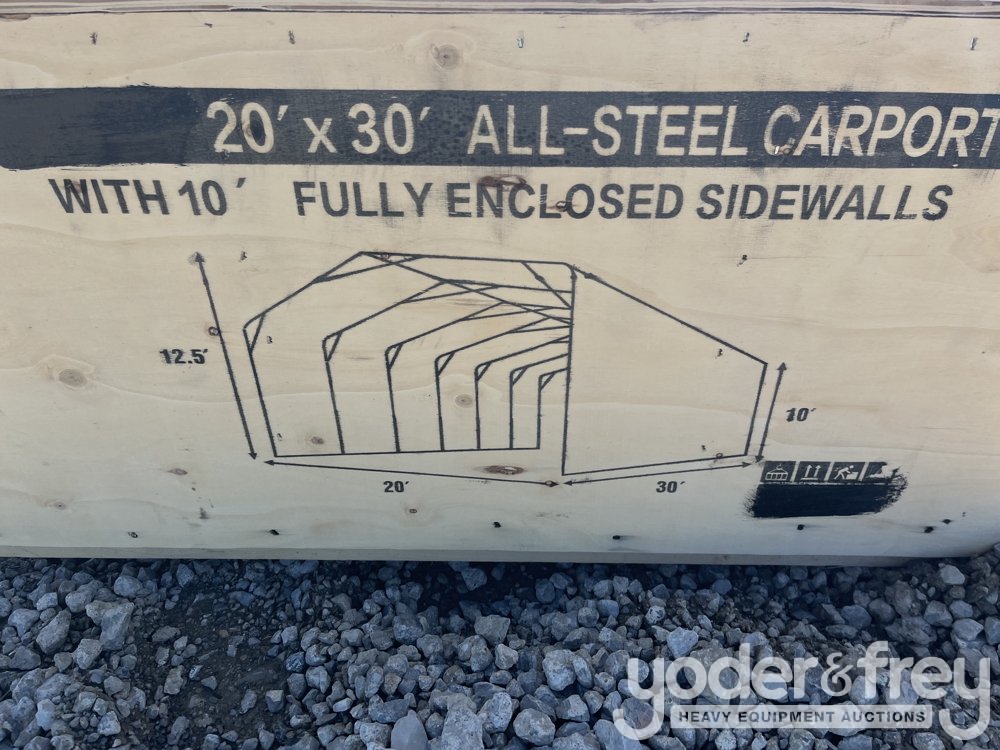 20′ x 30′ ALL-STEEL CARPORT
WITH 10′ FULLY ENCLOSED SIDEWALLS
12.5′
10′
20′
30′
yoder&frey
HEAVY EQUIPMENT AUCTIONS